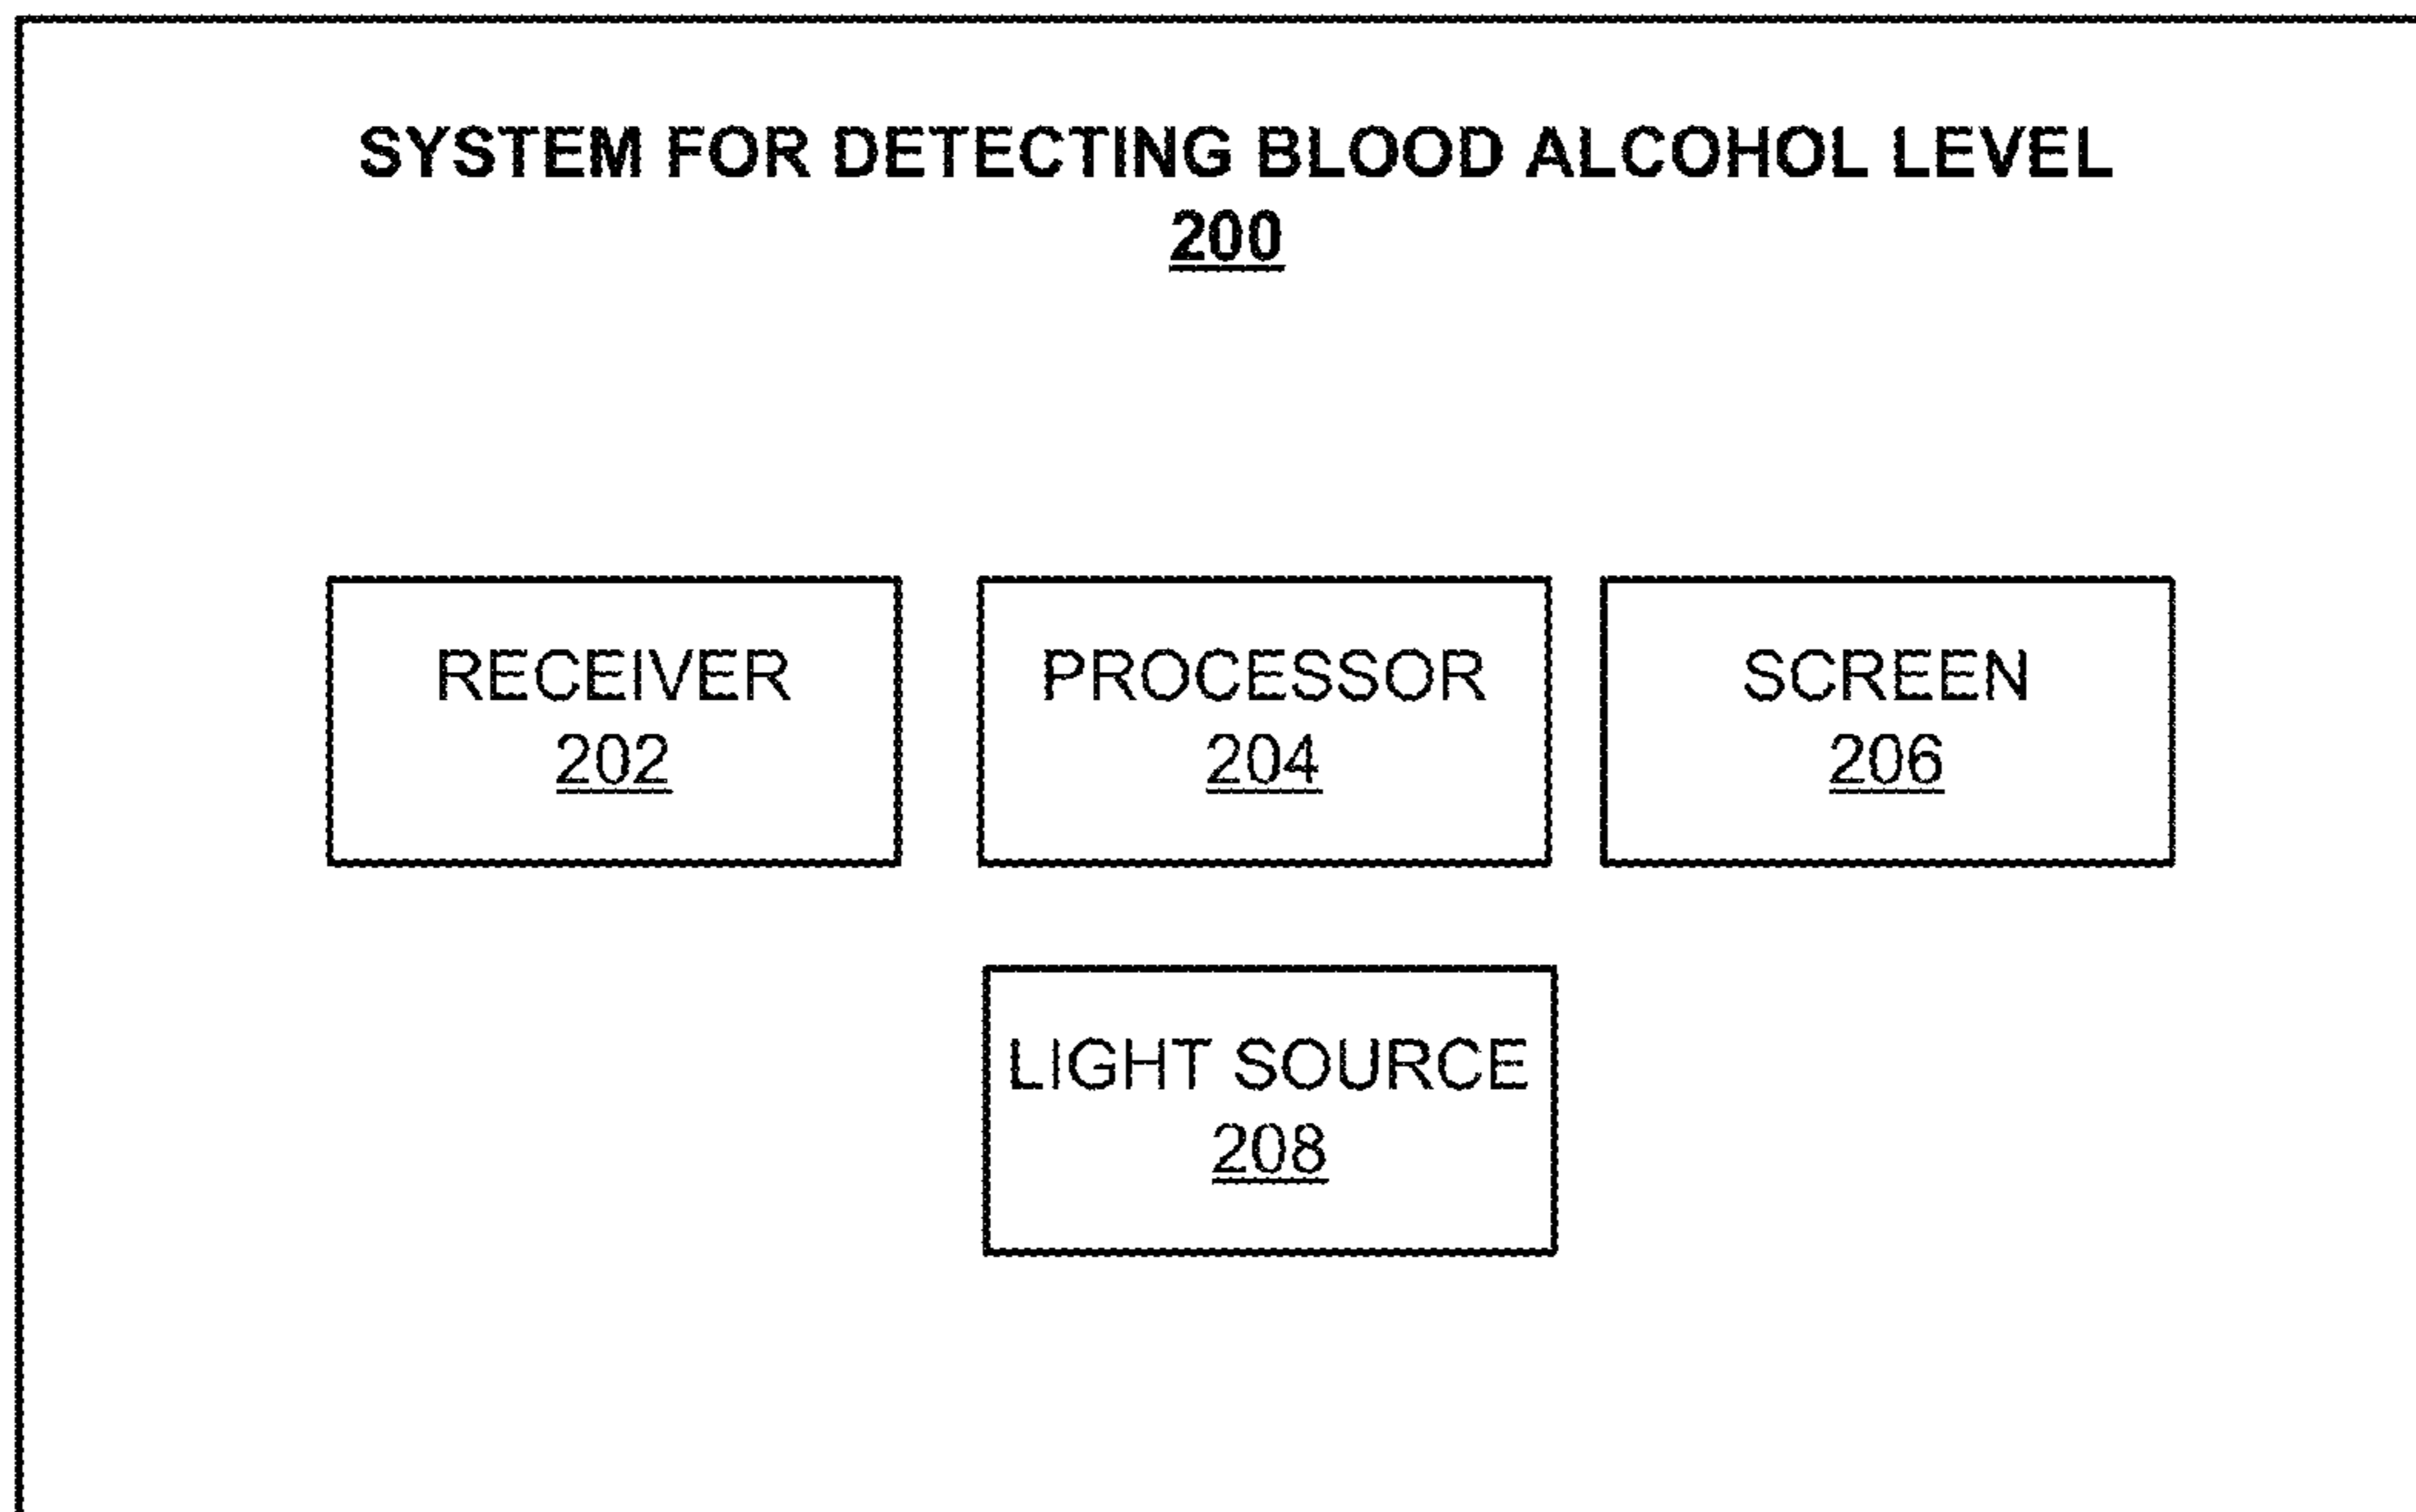 SYSTEM FOR DETECTING BLOOD ALCOHOL LEVEL
200
RECEIVER
202
PROCESSOR
204
SCREEN
206
LIGHT SOURCE
208